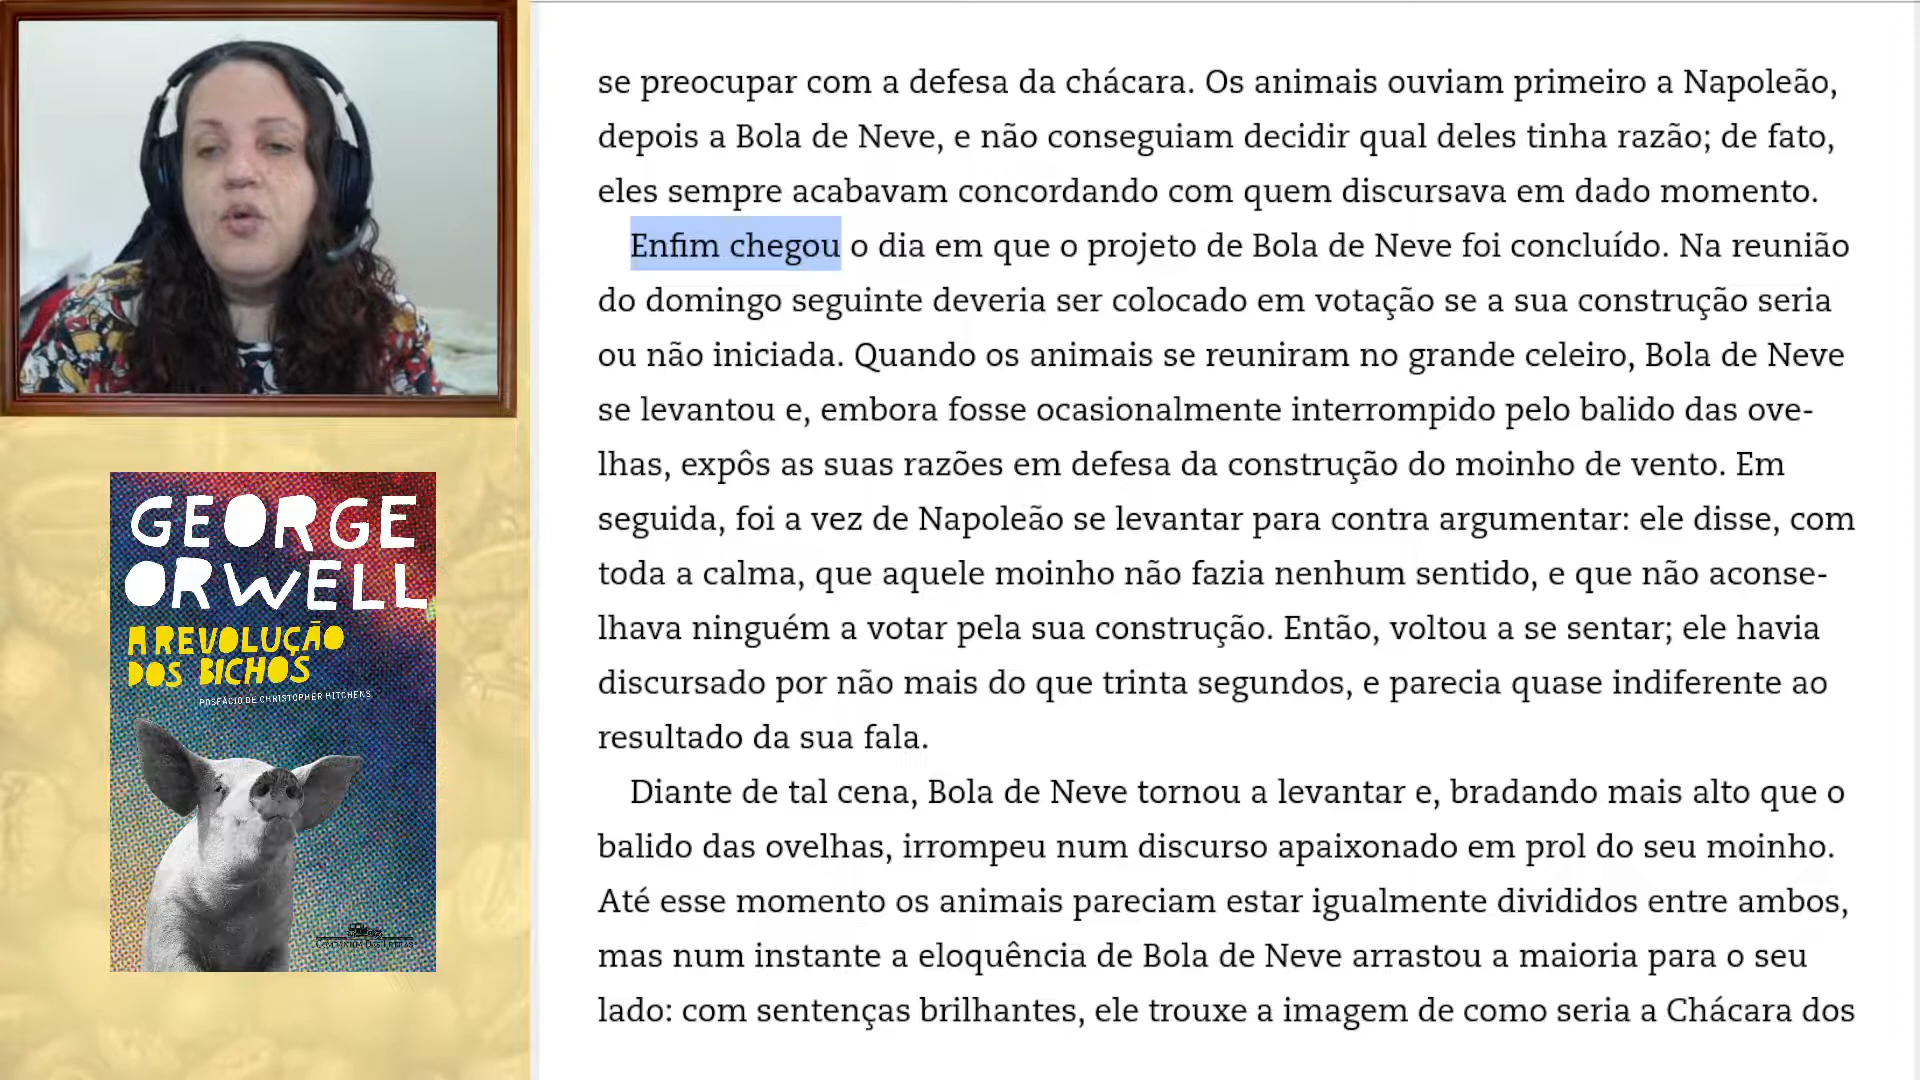 GEORGE
ORWELL
A REVOLUÇÃO
DOS BICHOS
POSFÁCIO DE CHRISTOPHER HITCHENS
COMPANHIA DAS LETRAS
se preocupar com a defesa da chácara. Os animais ouviam primeiro a Napoleão,
depois a Bola de Neve, e não conseguiam decidir qual deles tinha razão; de fato,
eles sempre acabavam concordando com quem discursava em dado momento.
Enfim chegou o dia em que o projeto de Bola de Neve foi concluído. Na reunião
do domingo seguinte deveria ser colocado em votação se a sua construção seria
ou não iniciada. Quando os animais se reuniram no grande celeiro, Bola de Neve
se levantou e, embora fosse ocasionalmente interrompido pelo balido das ove-
lhas, expôs as suas razões em defesa da construção do moinho de vento. Em
seguida, foi a vez de Napoleão se levantar para contra argumentar: ele disse, com
toda a calma, que aquele moinho não fazia nenhum sentido, e que não aconse-
lhava ninguém a votar pela sua construção. Então, voltou a se sentar; ele havia
discursado por não mais do que trinta segundos, e parecia quase indiferente ao
resultado da sua fala.
Diante de tal cena, Bola de Neve tornou a levantar e, bradando mais alto que o
balido das ovelhas, irrompeu num discurso apaixonado em prol do seu moinho.
Até esse momento os animais pareciam estar igualmente divididos entre ambos,
mas num instante a eloquência de Bola de Neve arrastou a maioria para o seu
lado: com sentenças brilhantes, ele trouxe a imagem de como seria a Chácara dos